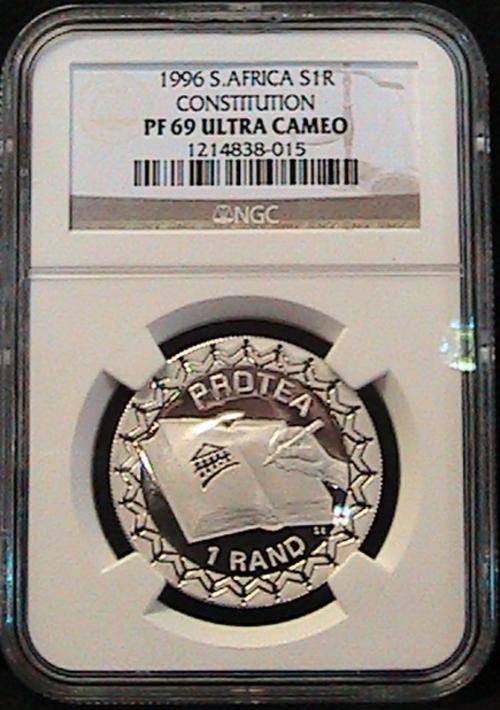 1996 S.AFRICA S1R
CONSTITUTION
PF 69 ULTRA CAMEO
1214838-015
NGC
PROTEA
1 RAND